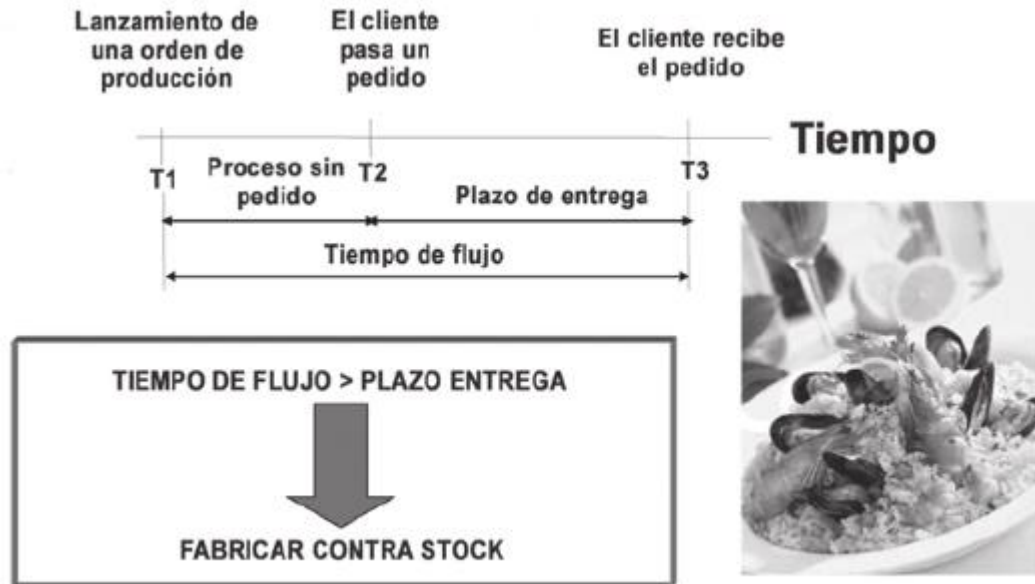 Lanzamiento de
una orden de
producción
El cliente
pasa un
pedido
El cliente recibe
el pedido
Tiempo
T1
Proceso sin
pedido
T2
Plazo de entrega
T3
Tiempo de flujo
TIEMPO DE FLUJO > PLAZO ENTREGA
FABRICAR CONTRA STOCK